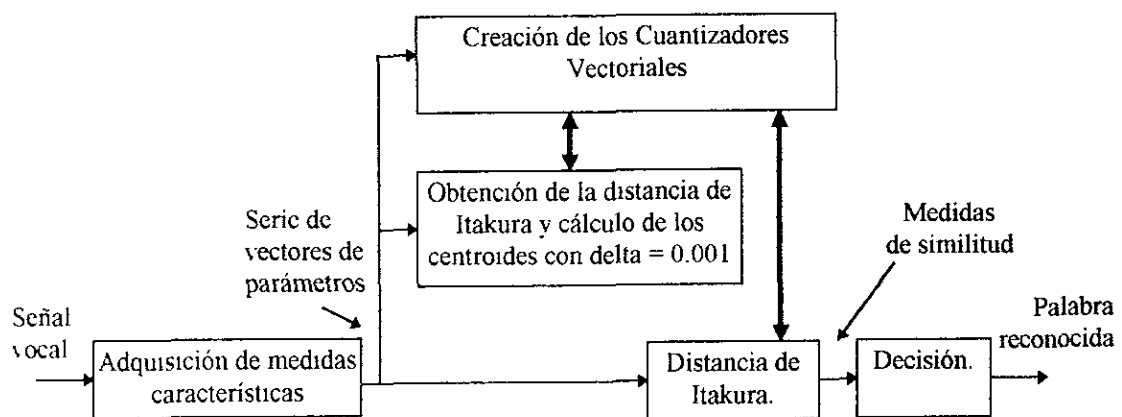 Creación de los Cuantizadores
Vectoriales
Obtención de la distancia de
Itakura y cálculo de los
centroides con delta = 0.001
Serie de
vectores de
parámetros
Medidas
de similitud
Señal
vocal
Adquisición de medidas
características
Distancia de
Itakura.
Decisión.
Palabra
reconocida